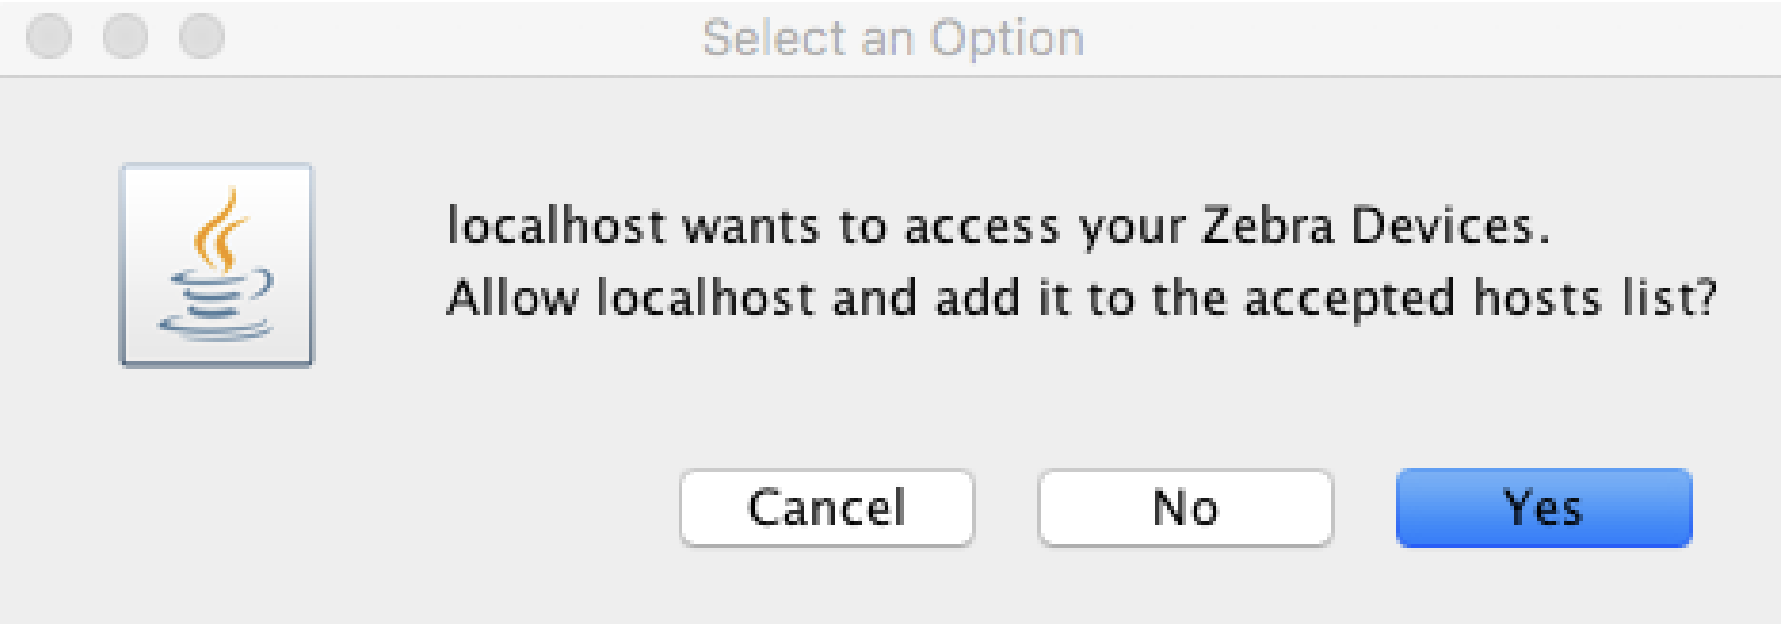 Select an Option
localhost wants to access your Zebra Devices.
Allow localhost and add it to the accepted hosts list?
Cancel
No
Yes